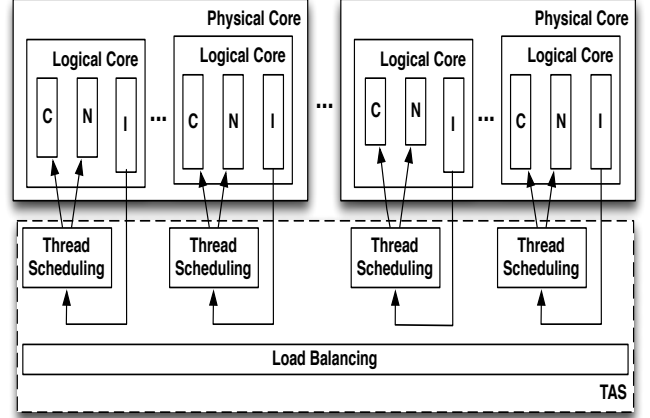 Physical Core
Physical Core
Logical Core
Logical Core
Logical Core
Logical Core
C
N
I
...
C
N
I
...
C
N
I
...
C
N
I
Thread
Scheduling
Thread
Scheduling
Thread
Scheduling
Thread
Scheduling
Load Balancing
TAS